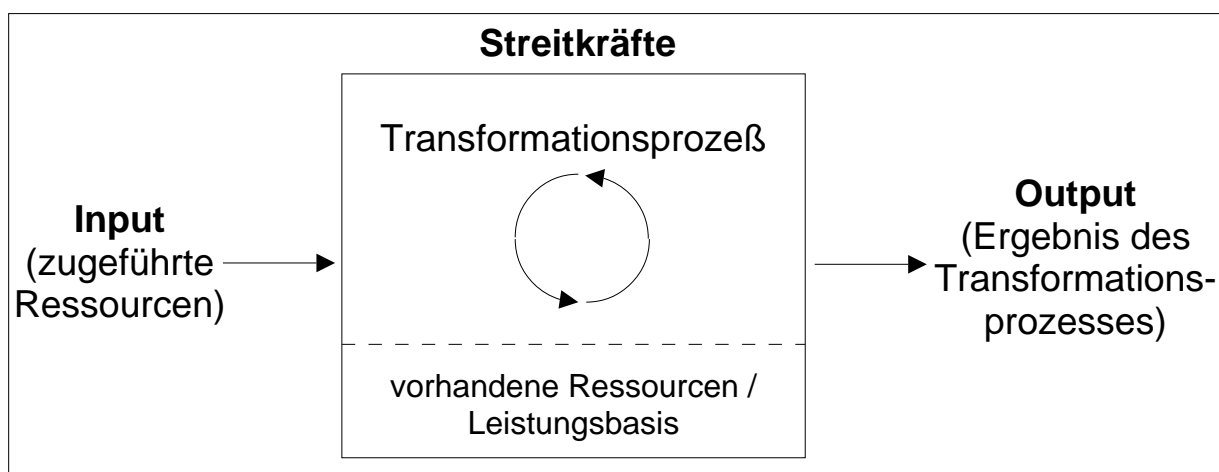 Streitkräfte
Transformationsprozeß
Input
(zugeführte
Ressourcen)
Output
(Ergebnis des
Transformations-
prozesses)
vorhandene Ressourcen /
Leistungsbasis